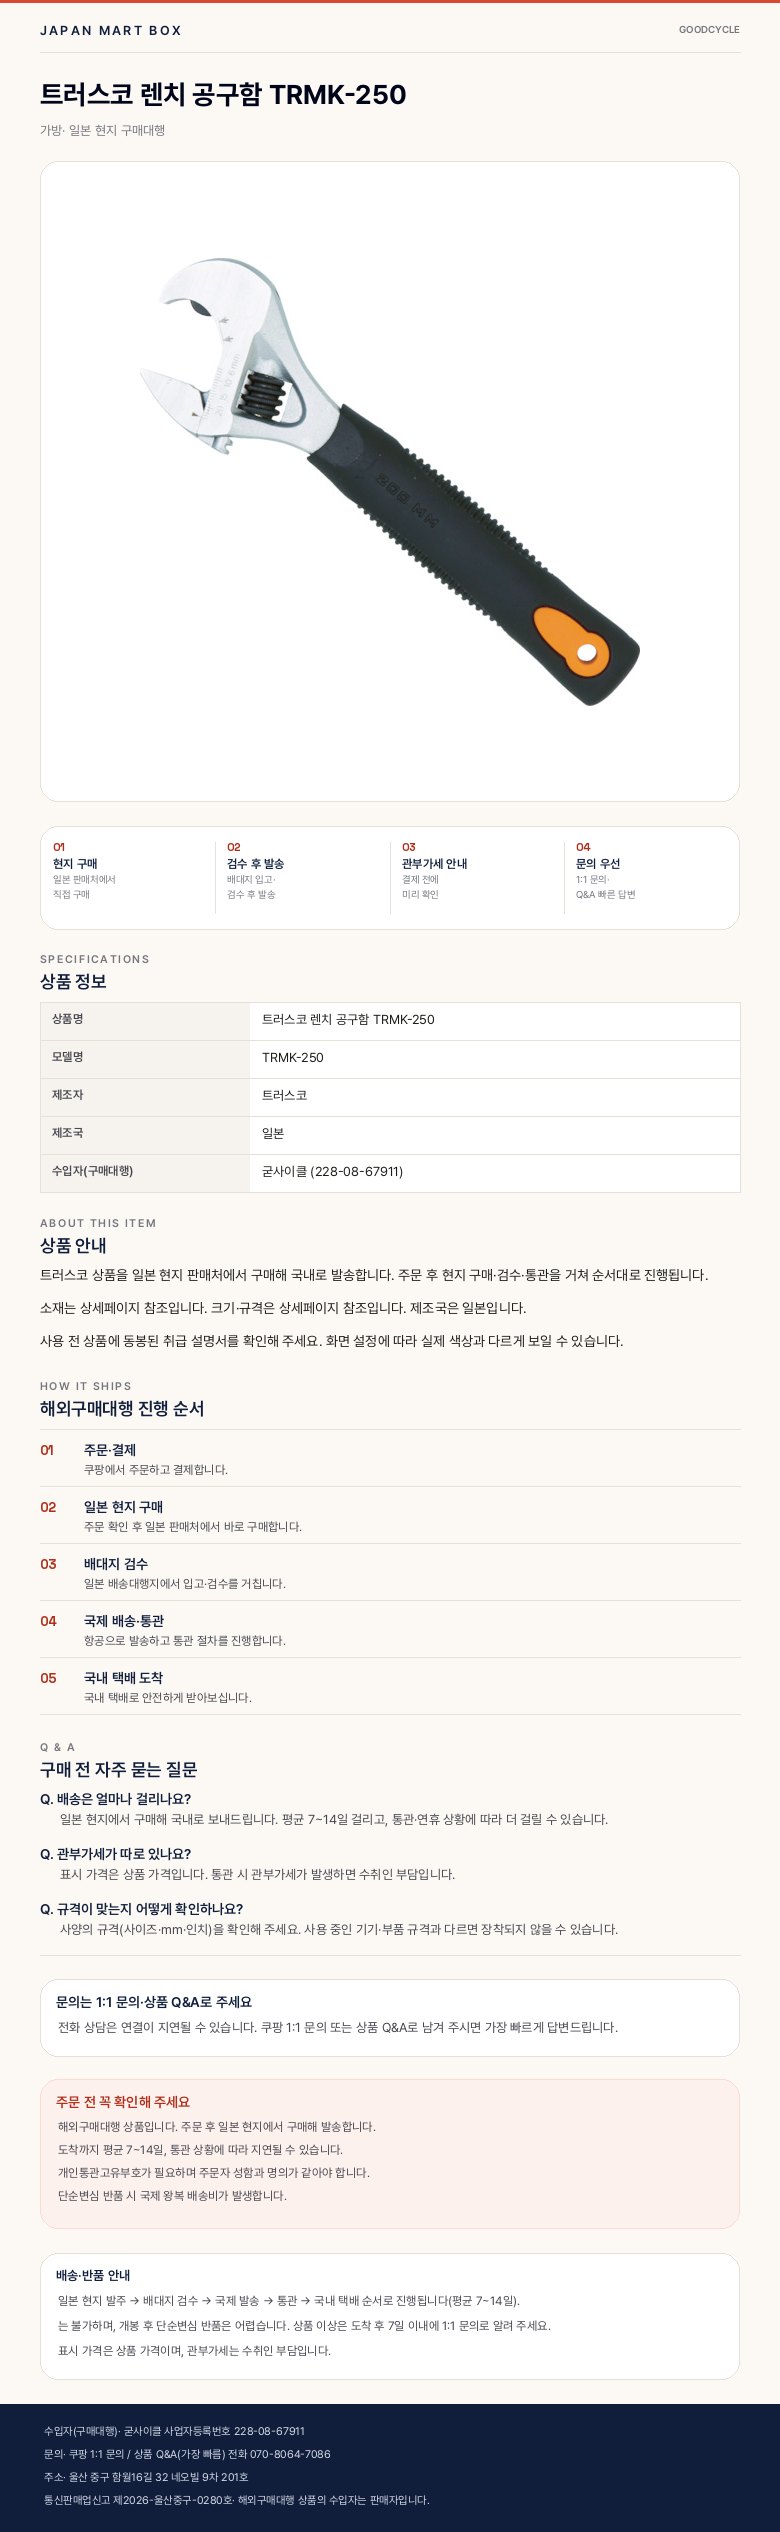 JAPAN MART BOX
GOODCYCLE
트러스코 렌치 공구함 TRMK-250
가방· 일본 현지 구매대행
200 MM
01
현지 구매
일본 판매처에서
직접 구매
02
검수 후 발송
배대지 입고·
검수 후 발송
03
관부가세 안내
결제 전에
미리 확인
04
문의 우선
1:1 문의·
Q&A 빠른 답변
SPECIFICATIONS
상품 정보
상품명 트러스코 렌치 공구함 TRMK-250
모델명 TRMK-250
제조자 트러스코
제조국 일본
수입자(구매대행) 굳사이클 (228-08-67911)
ABOUT THIS ITEM
상품 안내
트러스코 상품을 일본 현지 판매처에서 구매해 국내로 발송합니다. 주문 후 현지 구매·검수·통관을 거쳐 순서대로 진행됩니다.
소재는 상세페이지 참조입니다. 크기·규격은 상세페이지 참조입니다. 제조국은 일본입니다.
사용 전 상품에 동봉된 취급 설명서를 확인해 주세요. 화면 설정에 따라 실제 색상과 다르게 보일 수 있습니다.
HOW IT SHIPS
해외구매대행 진행 순서
01 주문·결제
쿠팡에서 주문하고 결제합니다.
02 일본 현지 구매
주문 확인 후 일본 판매처에서 바로 구매합니다.
03 배대지 검수
일본 배송대행지에서 입고·검수를 거칩니다.
04 국제 배송·통관
항공으로 발송하고 통관 절차를 진행합니다.
05 국내 택배 도착
국내 택배로 안전하게 받아보십니다.
Q & A
구매 전 자주 묻는 질문
Q. 배송은 얼마나 걸리나요?
일본 현지에서 구매해 국내로 보내드립니다. 평균 7~14일 걸리고, 통관·연휴 상황에 따라 더 걸릴 수 있습니다.
Q. 관부가세가 따로 있나요?
표시 가격은 상품 가격입니다. 통관 시 관부가세가 발생하면 수취인 부담입니다.
Q. 규격이 맞는지 어떻게 확인하나요?
사양의 규격(사이즈·mm·인치)을 확인해 주세요. 사용 중인 기기·부품 규격과 다르면 장착되지 않을 수 있습니다.
문의는 1:1 문의·상품 Q&A로 주세요
전화 상담은 연결이 지연될 수 있습니다. 쿠팡 1:1 문의 또는 상품 Q&A로 남겨 주시면 가장 빠르게 답변드립니다.
주문 전 꼭 확인해 주세요
해외구매대행 상품입니다. 주문 후 일본 현지에서 구매해 발송합니다.
도착까지 평균 7~14일, 통관 상황에 따라 지연될 수 있습니다.
개인통관고유부호가 필요하며 주문자 성함과 명의가 같아야 합니다.
단순변심 반품 시 국제 왕복 배송비가 발생합니다.
배송·반품 안내
일본 현지 발주 → 배대지 검수 → 국제 발송 → 통관 → 국내 택배 순서로 진행됩니다(평균 7~14일).
는 불가하며, 개봉 후 단순변심 반품은 어렵습니다. 상품 이상은 도착 후 7일 이내에 1:1 문의로 알려 주세요.
표시 가격은 상품 가격이며, 관부가세는 수취인 부담입니다.
수입자(구매대행)· 굳사이클 사업자등록번호 228-08-67911
문의· 쿠팡 1:1 문의 / 상품 Q&A(가장 빠름) 전화 070-8064-7086
주소· 울산 중구 함월16길 32 네오빌 9차 201호
통신판매업신고 제2026-울산중구-0280호· 해외구매대행 상품의 수입자는 판매자입니다.